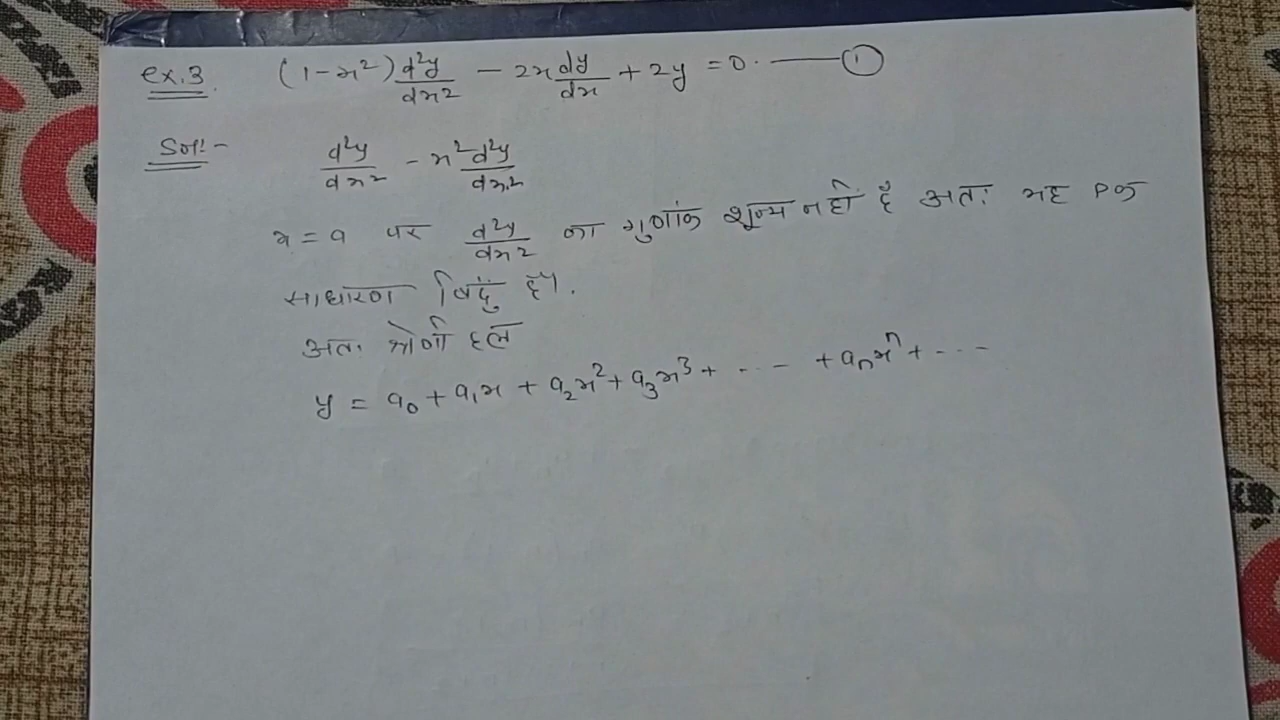 ex.3. (1-x²) d²y/dx² - 2x dy/dx + 2y = 0. —— ①
Sol:- d²y/dx² - x² d²y/dx²
x = 0 पर d²y/dx² का गुणांक शून्य नहीं है अतः यह एक
साधारण बिंदु है।
अतः श्रेणी हल
y = a₀ + a₁x + a₂x² + a₃x³ + ... + aₙxⁿ + ...